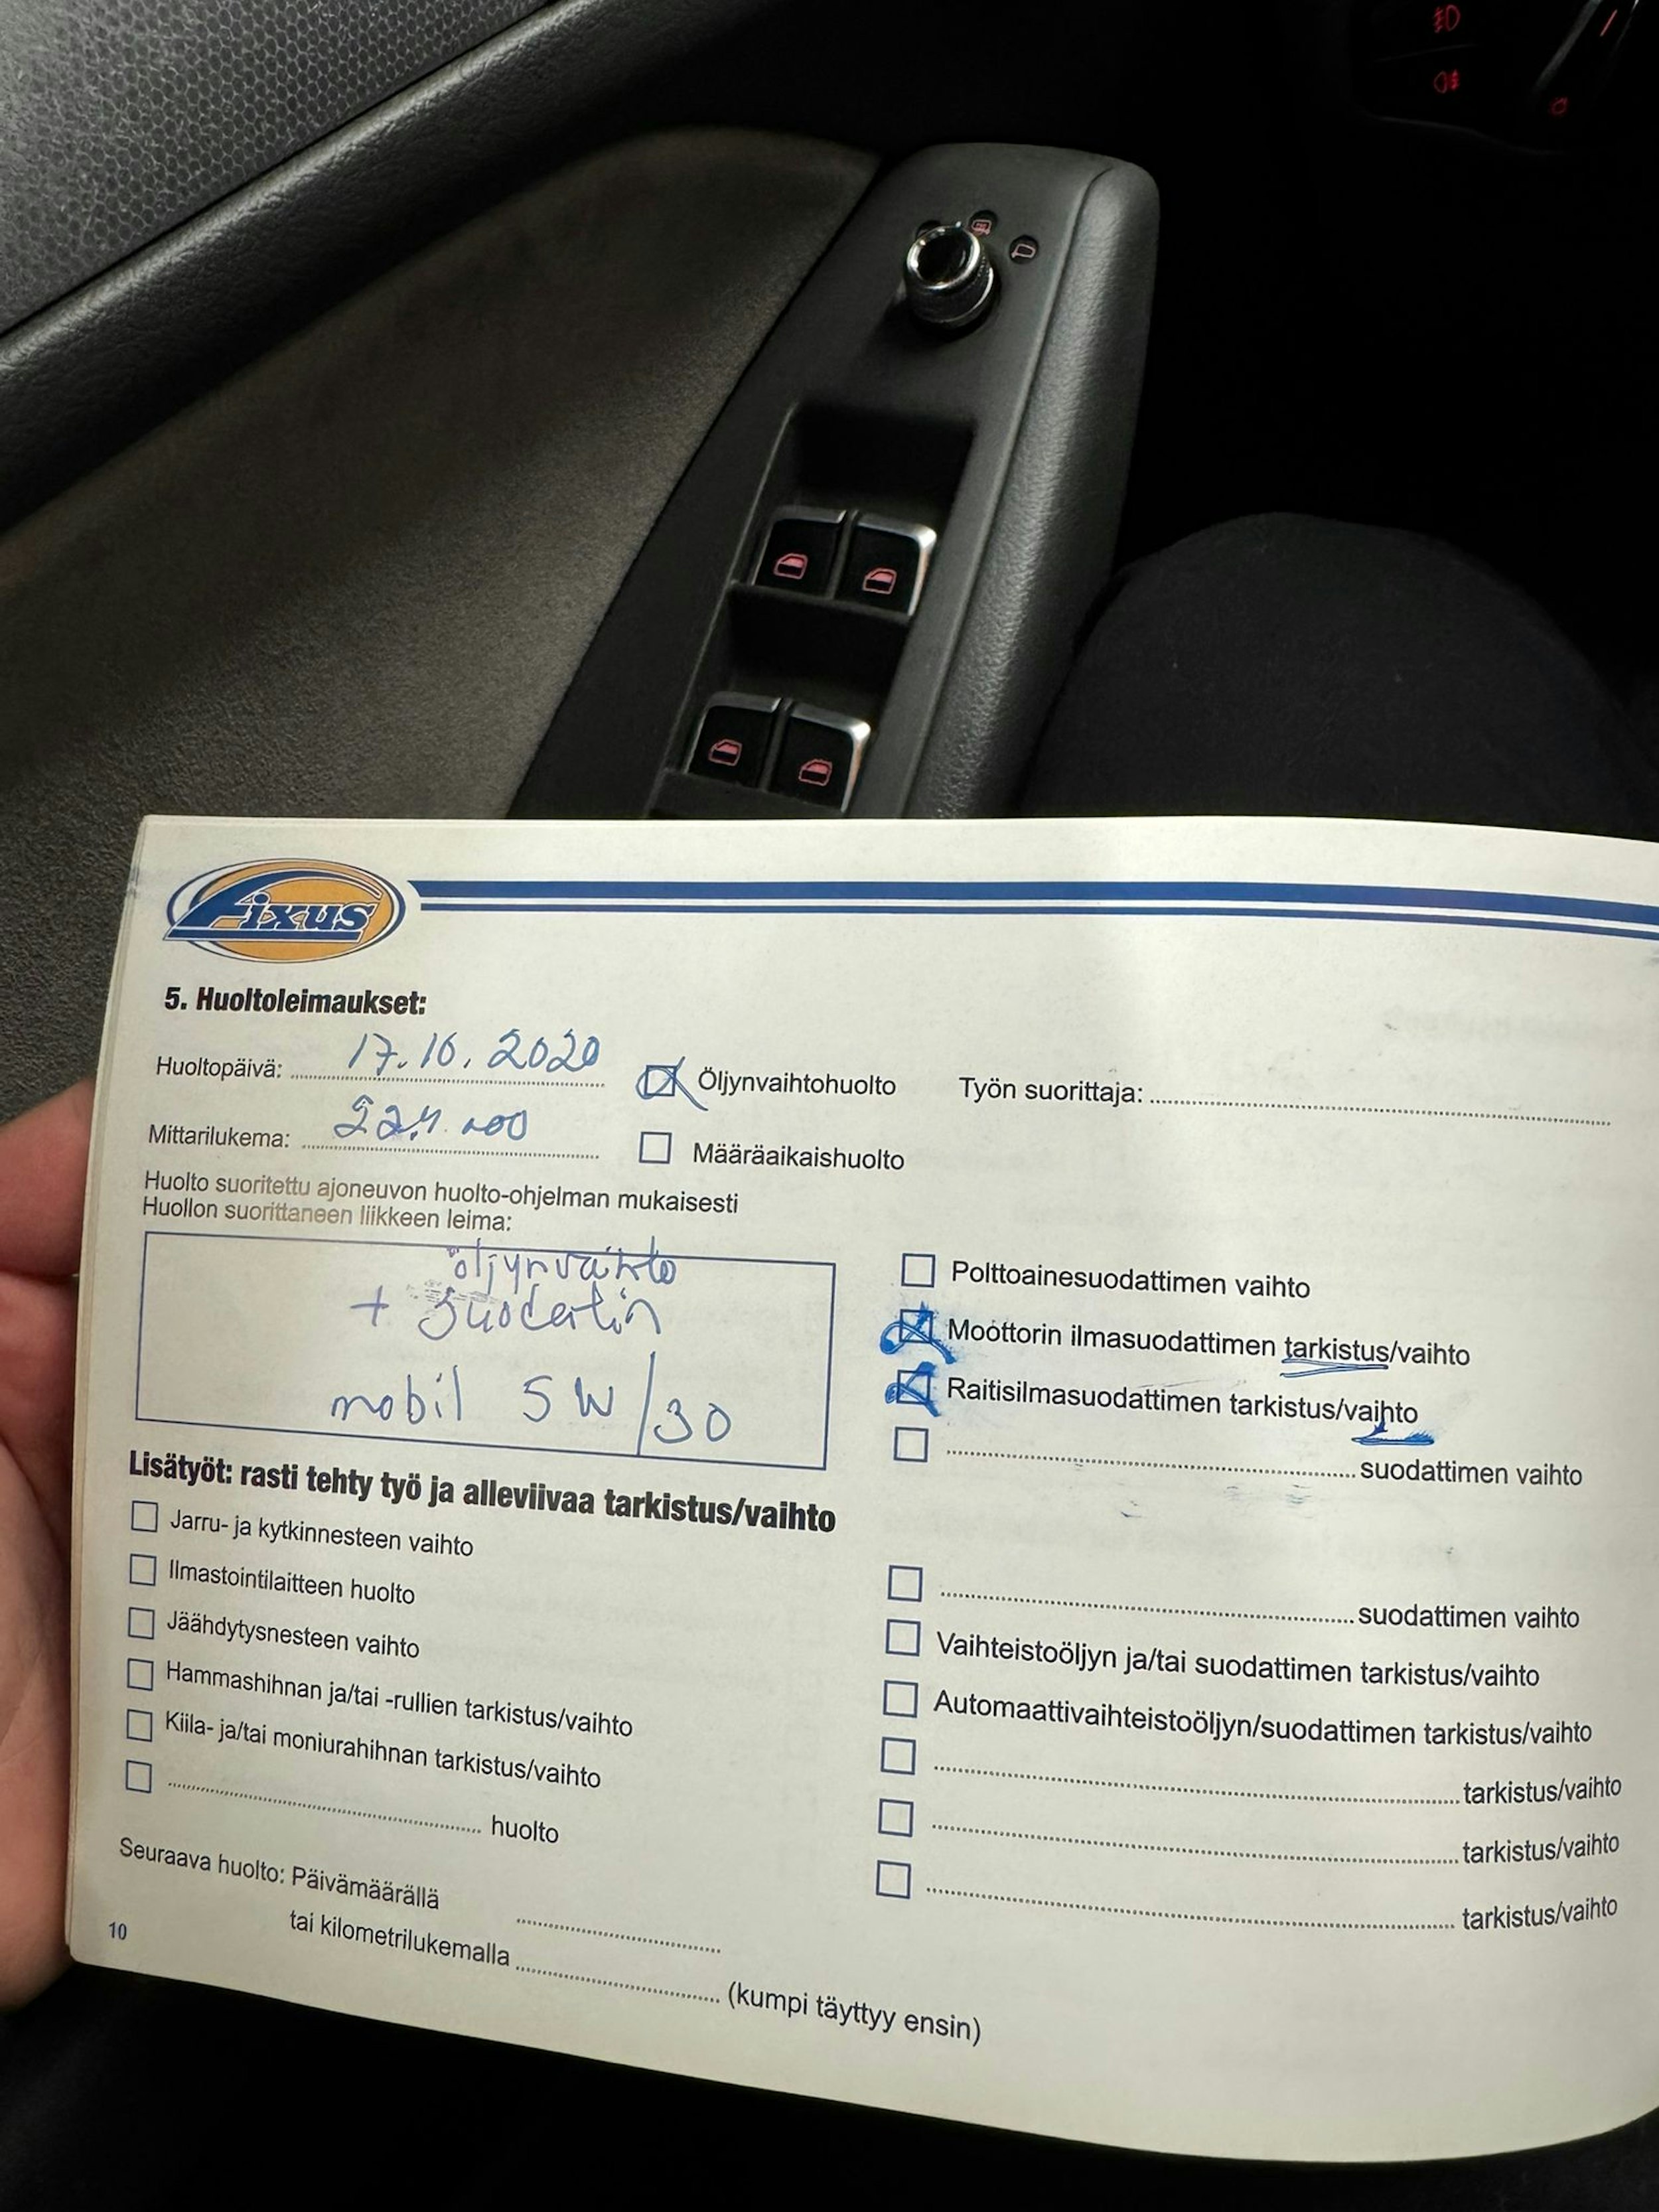 Fixus
5. Huoltoleimaukset:
Huoltopäivä: 17.10.2020
Öljynvaihtohuolto
Työn suorittaja:
Mittarilukema:
Määräaikaishuolto
Huolto suoritettu ajoneuvon huolto-ohjelman mukaisesti
Huollon suorittaneen liikkeen leima:
öljynvaihto
+ suodatin
mobil 5W/30
Polttoainesuodattimen vaihto
Moottorin ilmasuodattimen tarkistus/vaihto
Raitisilmasuodattimen tarkistus/vaihto
suodattimen vaihto
Lisätyöt: rasti tehty työ ja alleviivaa tarkistus/vaihto
Jarru- ja kytkinnesteen vaihto
Ilmastointilaitteen huolto
Jäähdytysnesteen vaihto
Hammashihnan ja/tai -rullien tarkistus/vaihto
Kiila- ja/tai moniurahihnan tarkistus/vaihto
huolto
suodattimen vaihto
Vaihteistoöljyn ja/tai suodattimen tarkistus/vaihto
Automaattivaihteistoöljyn/suodattimen tarkistus/vaihto
tarkistus/vaihto
tarkistus/vaihto
tarkistus/vaihto
Seuraava huolto: Päivämäärällä
tai kilometrilukemalla
(kumpi täyttyy ensin)
10